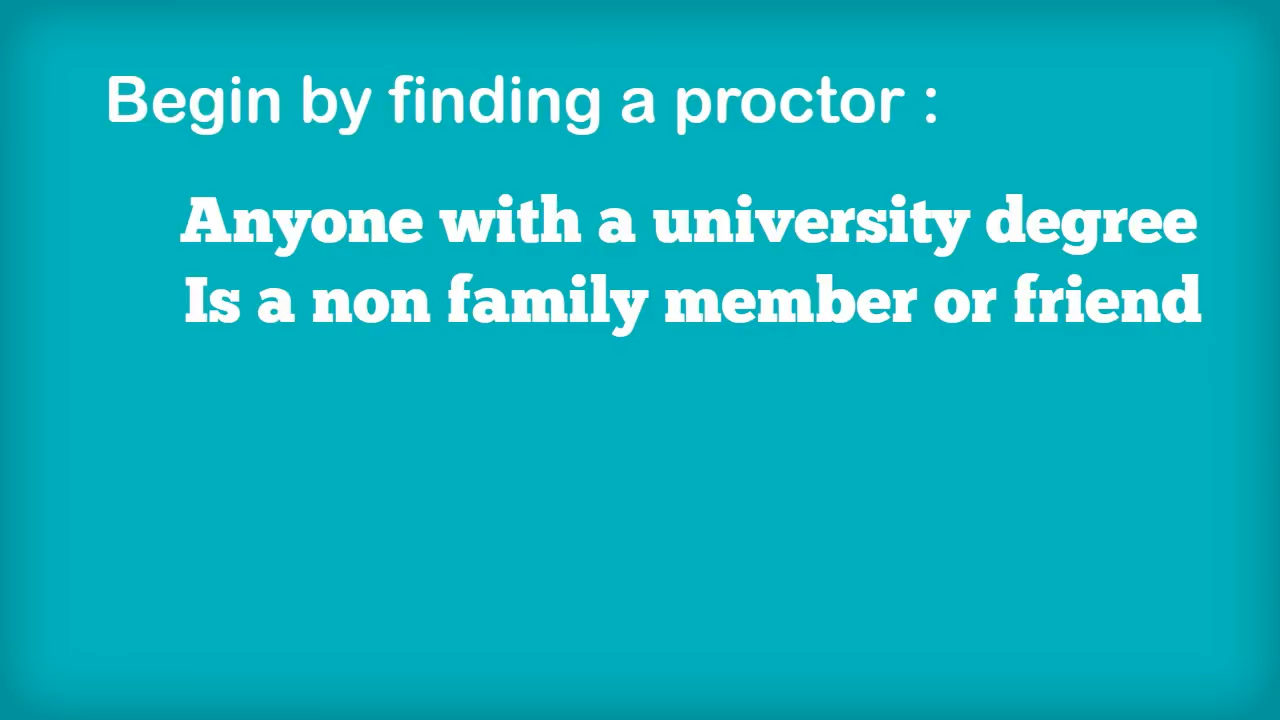 Begin by finding a proctor :
Anyone with a university degree
Is a non family member or friend